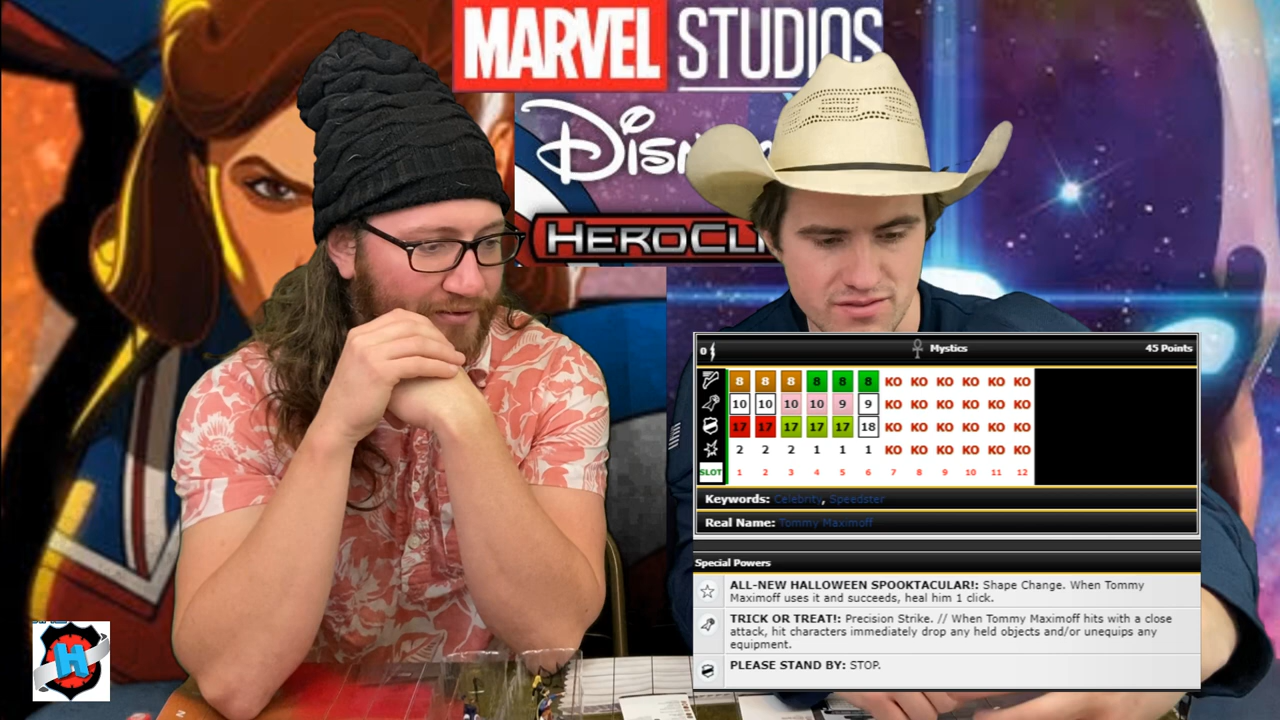 MARVEL STUDIOS
Disn
HEROCLI
0 Mystics 45 Points
8 8 8 8 8 8 KO KO KO KO KO KO
10 10 10 10 9 9 KO KO KO KO KO KO
17 17 17 17 17 18 KO KO KO KO KO KO
2 2 2 1 1 1 KO KO KO KO KO KO
SLOT 1 2 3 4 5 6 7 8 9 10 11 12
Keywords: Celebrity, Speedster
Real Name: Tommy Maximoff
Special Powers
ALL-NEW HALLOWEEN SPOOKTACULAR!: Shape Change. When Tommy
Maximoff uses it and succeeds, heal him 1 click.
TRICK OR TREAT!: Precision Strike. // When Tommy Maximoff hits with a close
attack, hit characters immediately drop any held objects and/or unequips any
equipment.
PLEASE STAND BY: STOP.
H